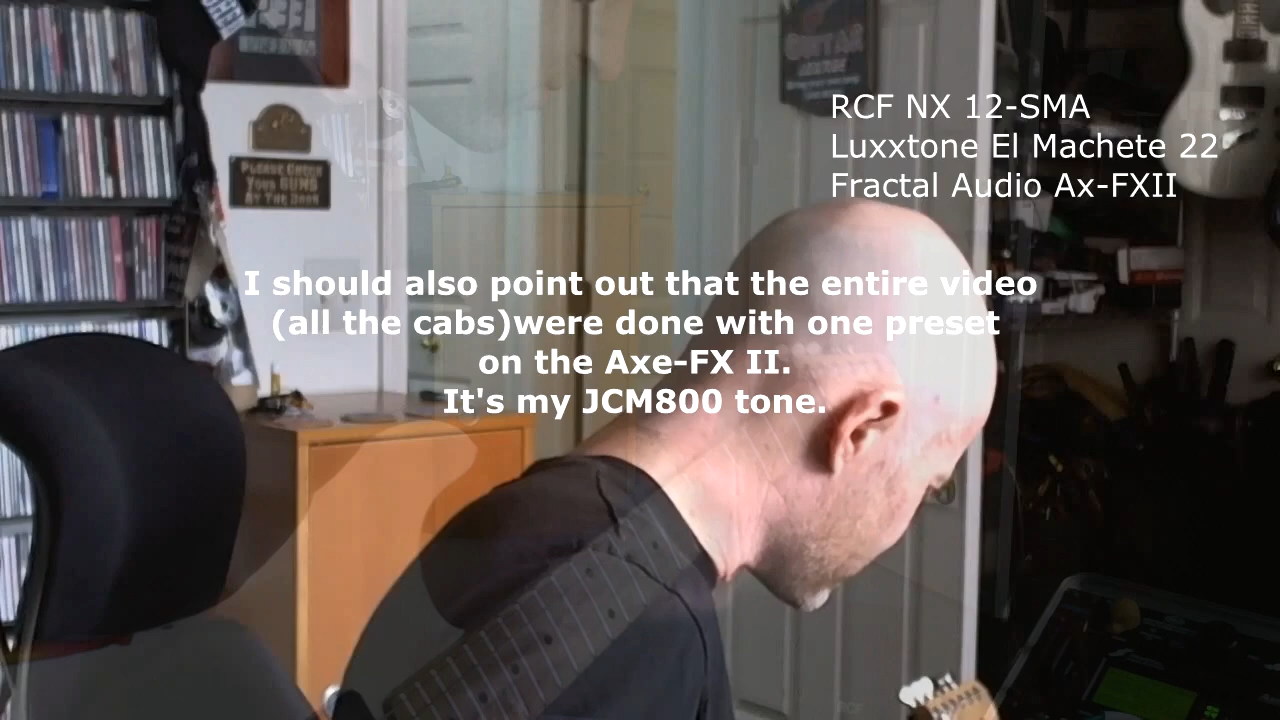 RCF NX 12-SMA
Luxxtone El Machete 22
Fractal Audio Ax-FXII
I should also point out that the entire video
(all the cabs)were done with one preset
on the Axe-FX II.
It's my JCM800 tone.
PLEASE CHECK
YOUR GUNS
AT THE DOOR
GUITAR